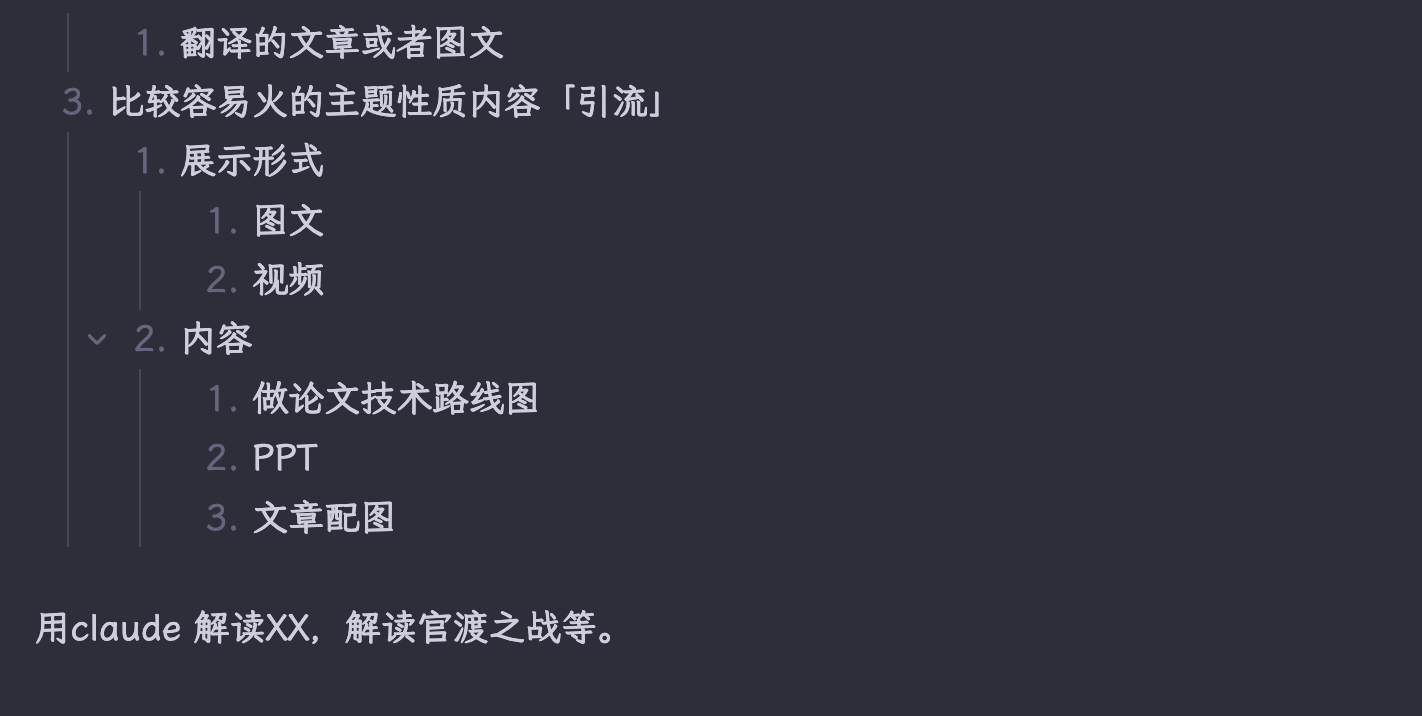 1. 翻译的文章或者图文
3. 比较容易火的主题性质内容「引流」
1. 展示形式
1. 图文
2. 视频
2. 内容
1. 做论文技术路线图
2. PPT
3. 文章配图
用claude 解读XX，解读官渡之战等。